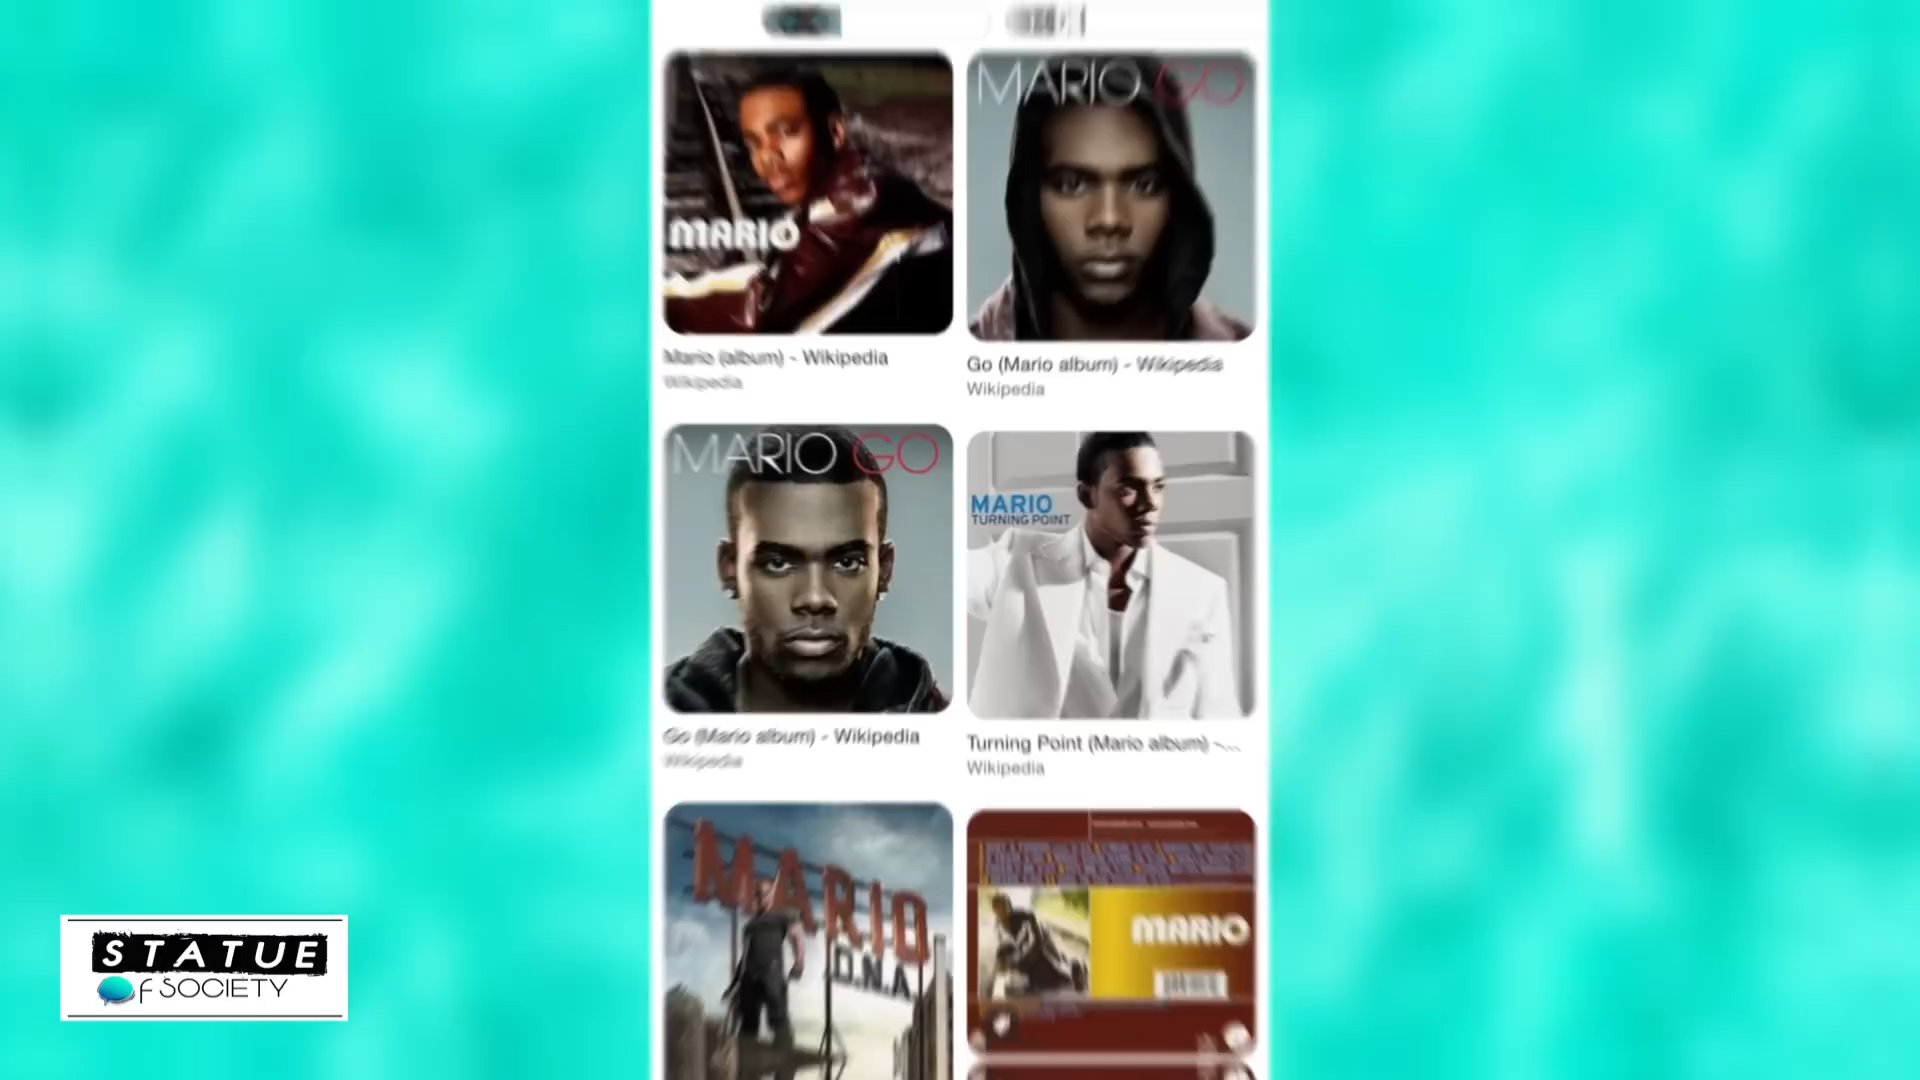 MARIO
MARIO GO
Mario (album) - Wikipedia
Wikipedia
Go (Mario album) - Wikipedia
Wikipedia
MARIO GO
MARIO
TURNING POINT
Go (Mario album) - Wikipedia
Wikipedia
Turning Point (Mario album) -...
Wikipedia
MARIO
D.N.A.
MARIO
STATUE
Of SOCIETY